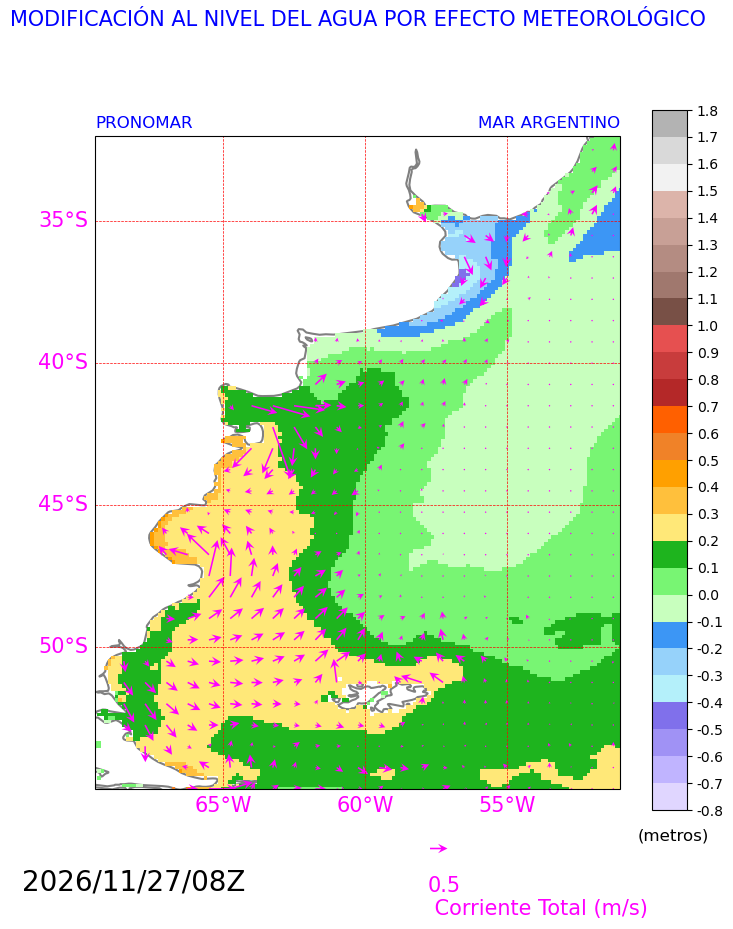 MODIFICACIÓN AL NIVEL DEL AGUA POR EFECTO METEOROLÓGICO
PRONOMAR
MAR ARGENTINO
35°S
40°S
45°S
50°S
65°W
60°W
55°W
1.8
1.7
1.6
1.5
1.4
1.3
1.2
1.1
1.0
0.9
0.8
0.7
0.6
0.5
0.4
0.3
0.2
0.1
0.0
-0.1
-0.2
-0.3
-0.4
-0.5
-0.6
-0.7
-0.8
(metros)
2026/11/27/08Z
0.5
Corriente Total (m/s)